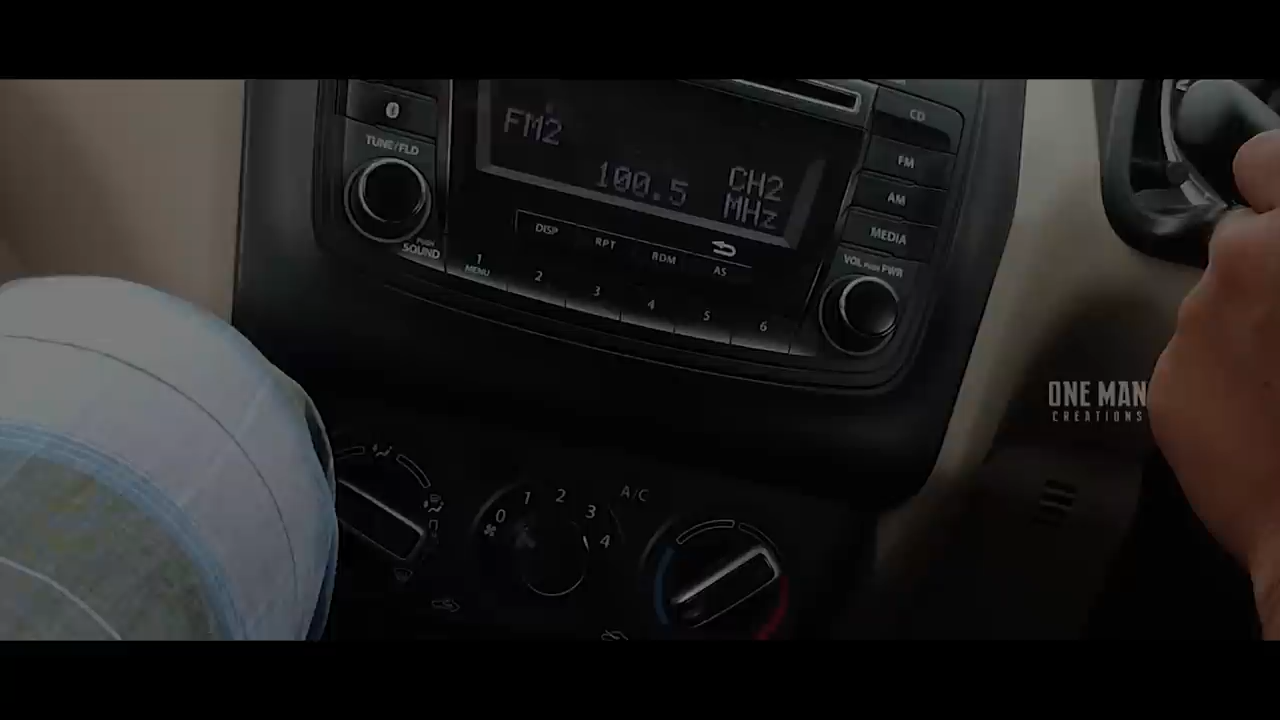 CD
FM2
TUNE/FLD
FM
100.5
CH2
MHz
AM
DISP
RPT
RDM
AS
MEDIA
PUSH
SOUND
VOL PUSH PWR
1
MENU
2
3
4
5
6
ONE MAN
CREATIONS
0
1
2
3
4
A/C